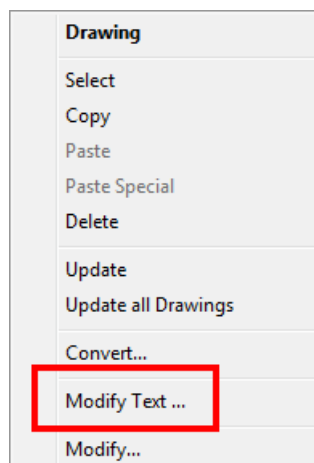 Drawing
Select
Copy
Paste
Paste Special
Delete
Update
Update all Drawings
Convert...
Modify Text ...
Modify...